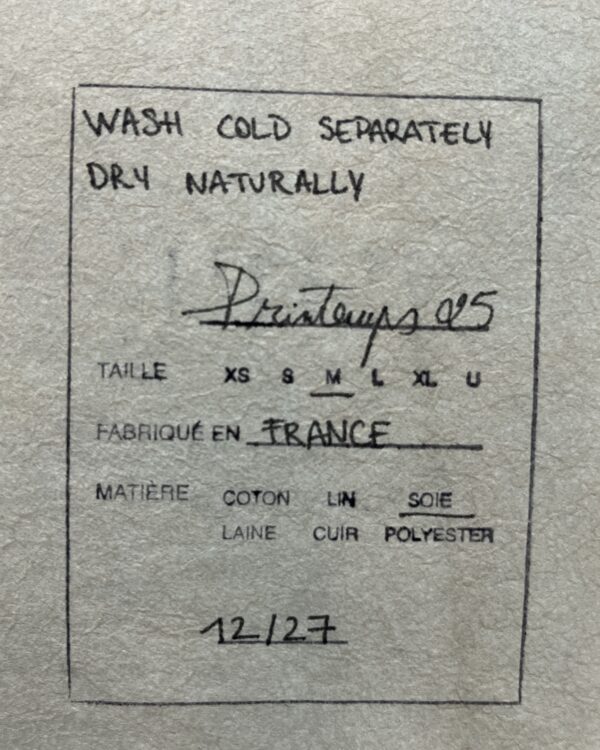 WASH COLD SEPARATELY
DRY NATURALLY
Printemps 25
TAILLE XS S M L XL U
FABRIQUÉ EN FRANCE
MATIÈRE COTON LIN SOIE
LAINE CUIR POLYESTER
12/27